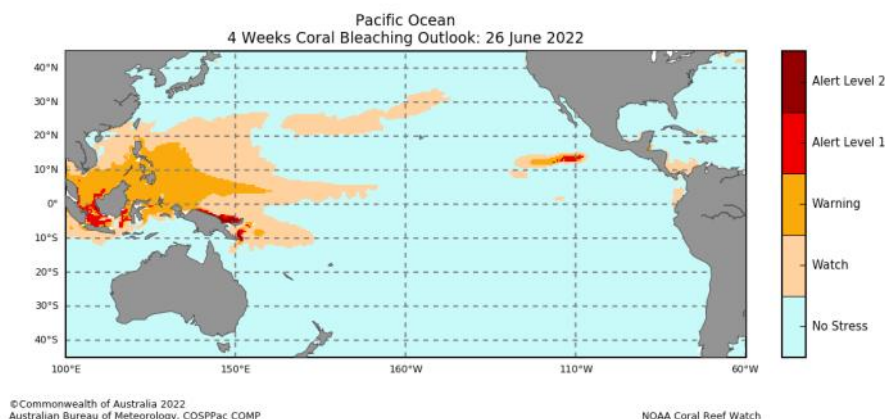 Pacific Ocean
4 Weeks Coral Bleaching Outlook: 26 June 2022
40°N
30°N
20°N
10°N
0°
10°S
20°S
30°S
40°S
100°E
150°E
160°W
110°W
60°W
Alert Level 2
Alert Level 1
Warning
Watch
No Stress
©Commonwealth of Australia 2022
Australian Bureau of Meteorology, COSPPac COMP
NOAA Coral Reef Watch